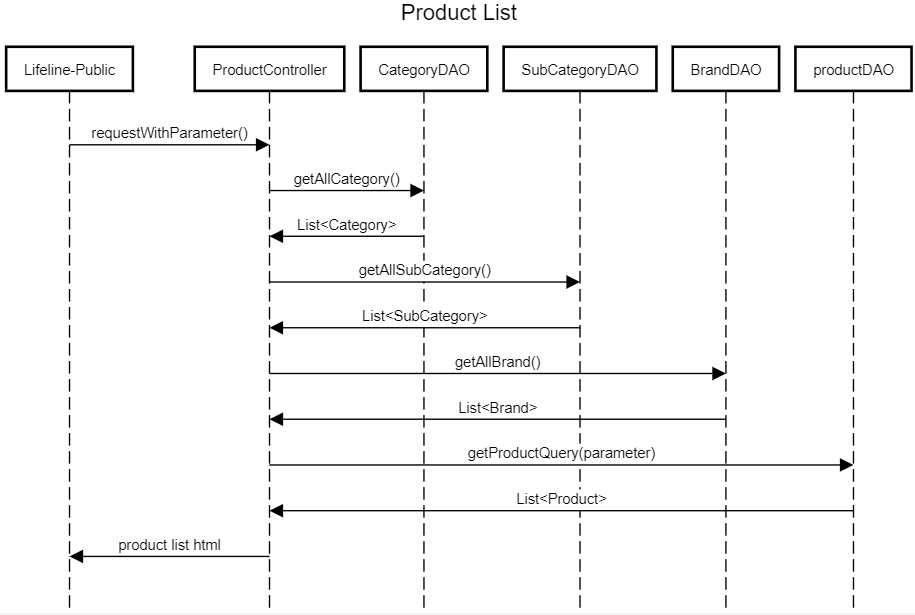 Product List
Lifeline-Public
ProductController
CategoryDAO
SubCategoryDAO
BrandDAO
productDAO
requestWithParameter()
getAllCategory()
List<Category>
getAllSubCategory()
List<SubCategory>
getAllBrand()
List<Brand>
getProductQuery(parameter)
List<Product>
product list html